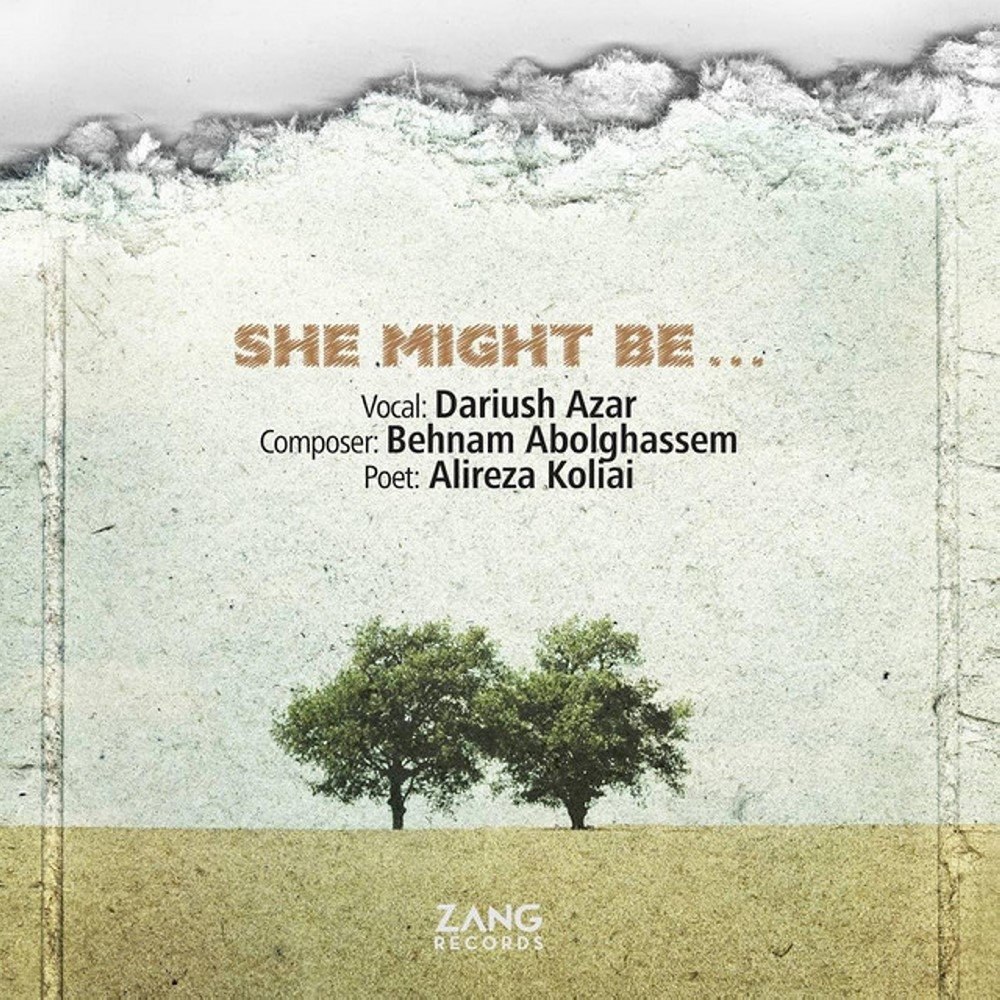 SHE MIGHT BE...
Vocal: Dariush Azar
Composer: Behnam Abolghassem
Poet: Alireza Koliai
ZANG
RECORDS